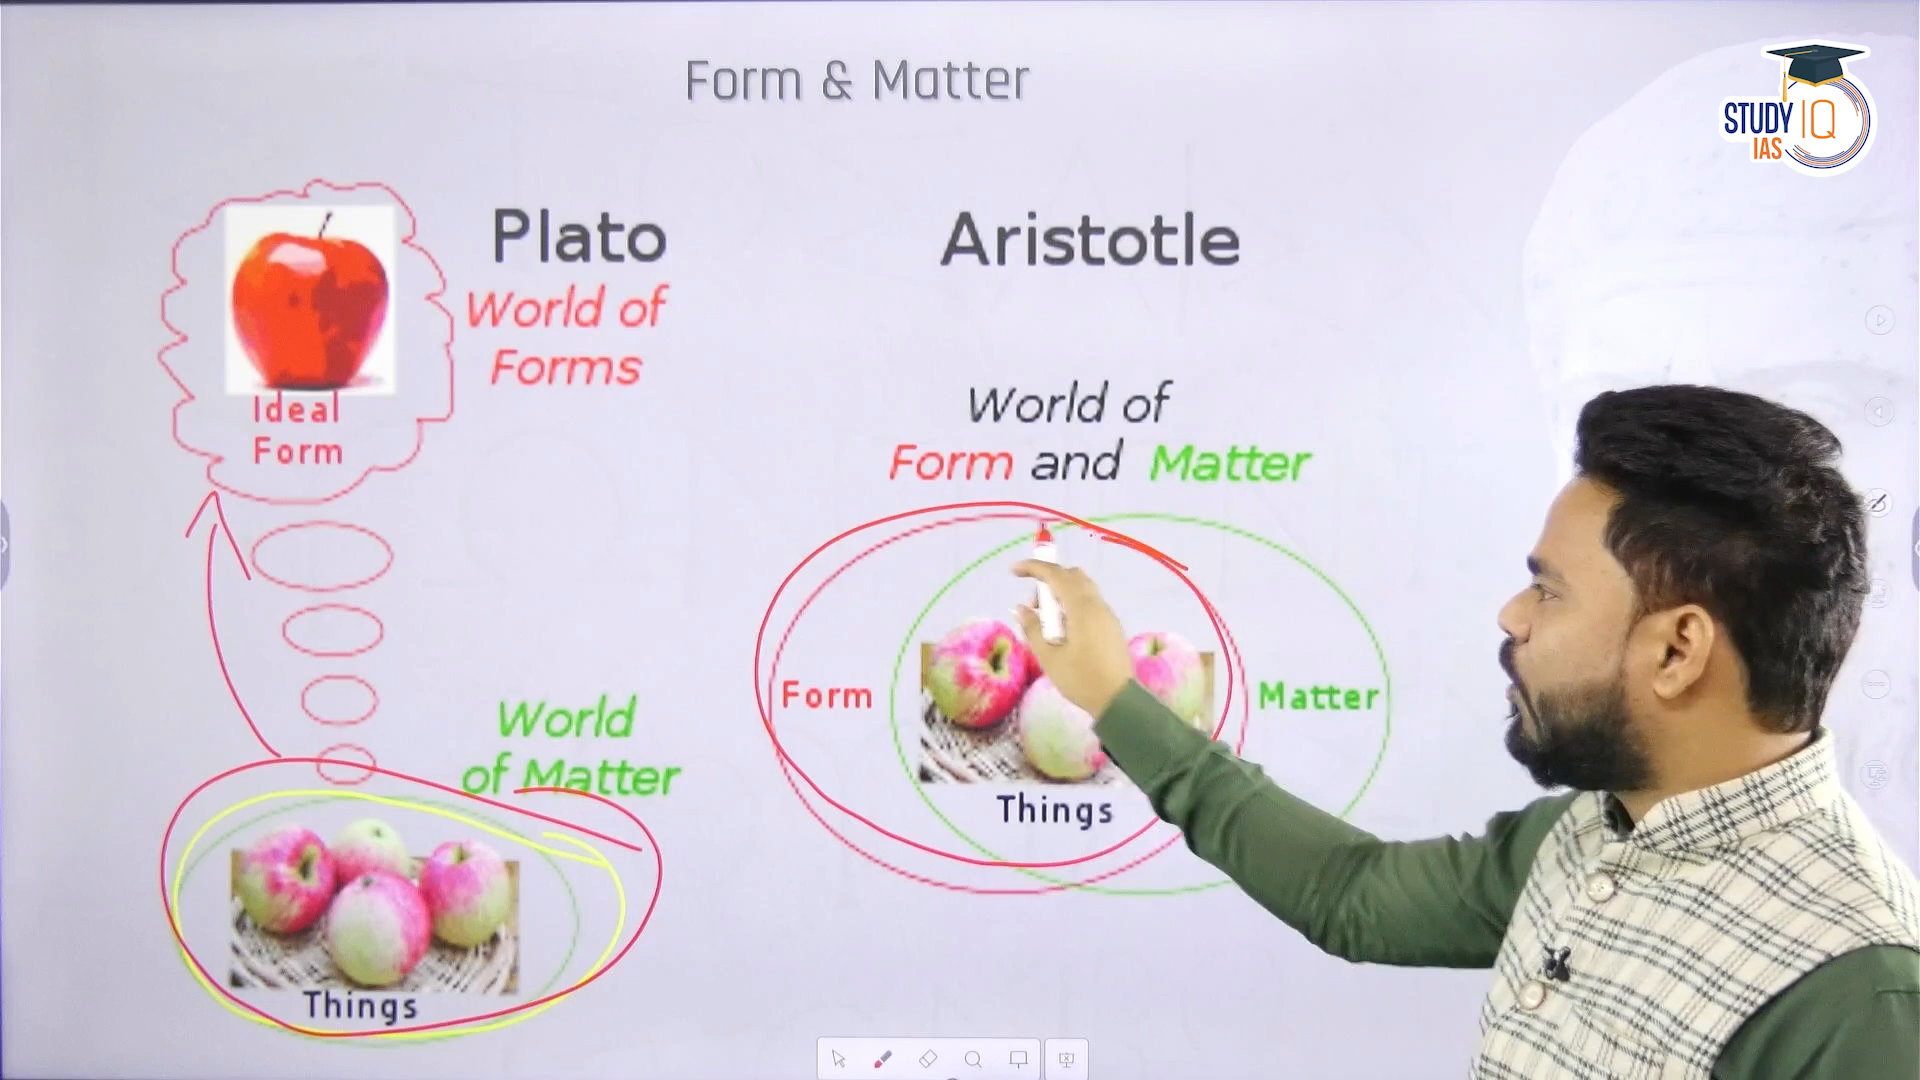 Form & Matter
STUDY IQ
IAS
Plato
World of
Forms
Ideal
Form
World
of Matter
Things
Aristotle
World of
Form and Matter
Form
Matter
Things